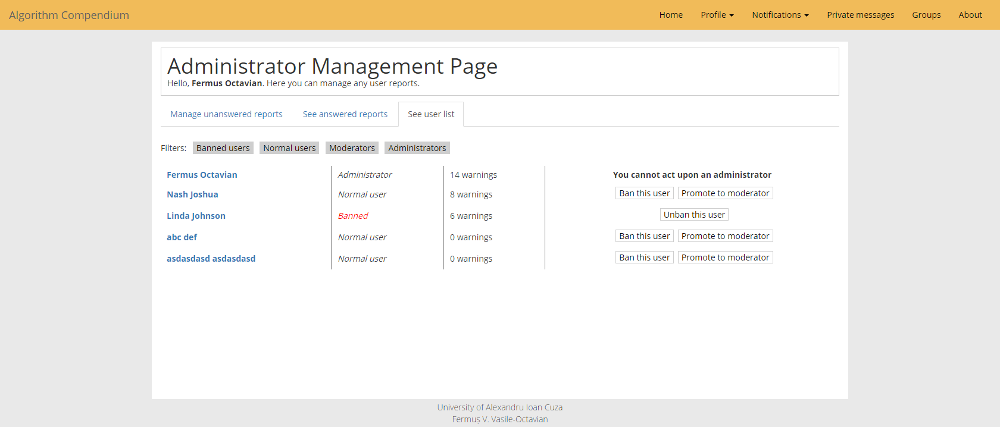 Algorithm Compendium Home Profile Notifications Private messages Groups About
Administrator Management Page
Hello, Fermus Octavian. Here you can manage any user reports.
Manage unanswered reports See answered reports See user list
Filters: Banned users Normal users Moderators Administrators
Fermus Octavian Administrator 14 warnings You cannot act upon an administrator
Nash Joshua Normal user 8 warnings Ban this user Promote to moderator
Linda Johnson Banned 6 warnings Unban this user
abc def Normal user 0 warnings Ban this user Promote to moderator
asdasdasd asdasdasd Normal user 0 warnings Ban this user Promote to moderator
University of Alexandru Ioan Cuza
Fermuș V. Vasile-Octavian